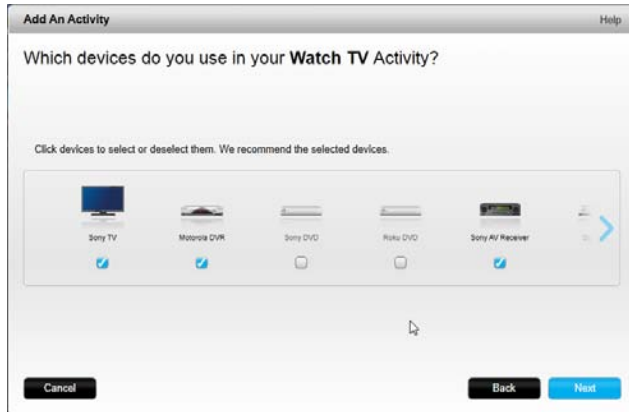 Add An Activity
Help
Which devices do you use in your Watch TV Activity?
Click devices to select or deselect them. We recommend the selected devices.
Sony TV
Motorola DVR
Sony DVD
Roku DVD
Sony AV Receiver
Cancel
Back
Next